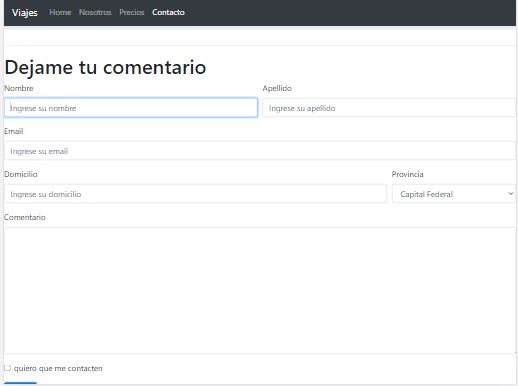 Viajes Home Nosotros Precios Contacto
Dejame tu comentario
Nombre Apellido
Ingrese su nombre Ingrese su apellido
Email
Ingrese su email
Domicilio Provincia
Ingrese su domicilio Capital Federal
Comentario
quiero que me contacten